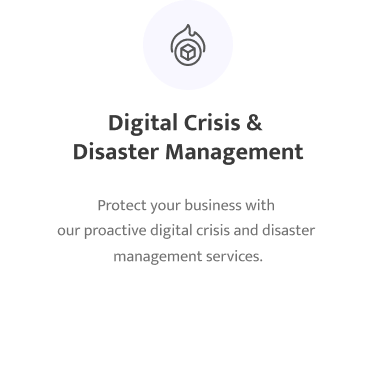 Digital Crisis &
Disaster Management
Protect your business with
our proactive digital crisis and disaster
management services.